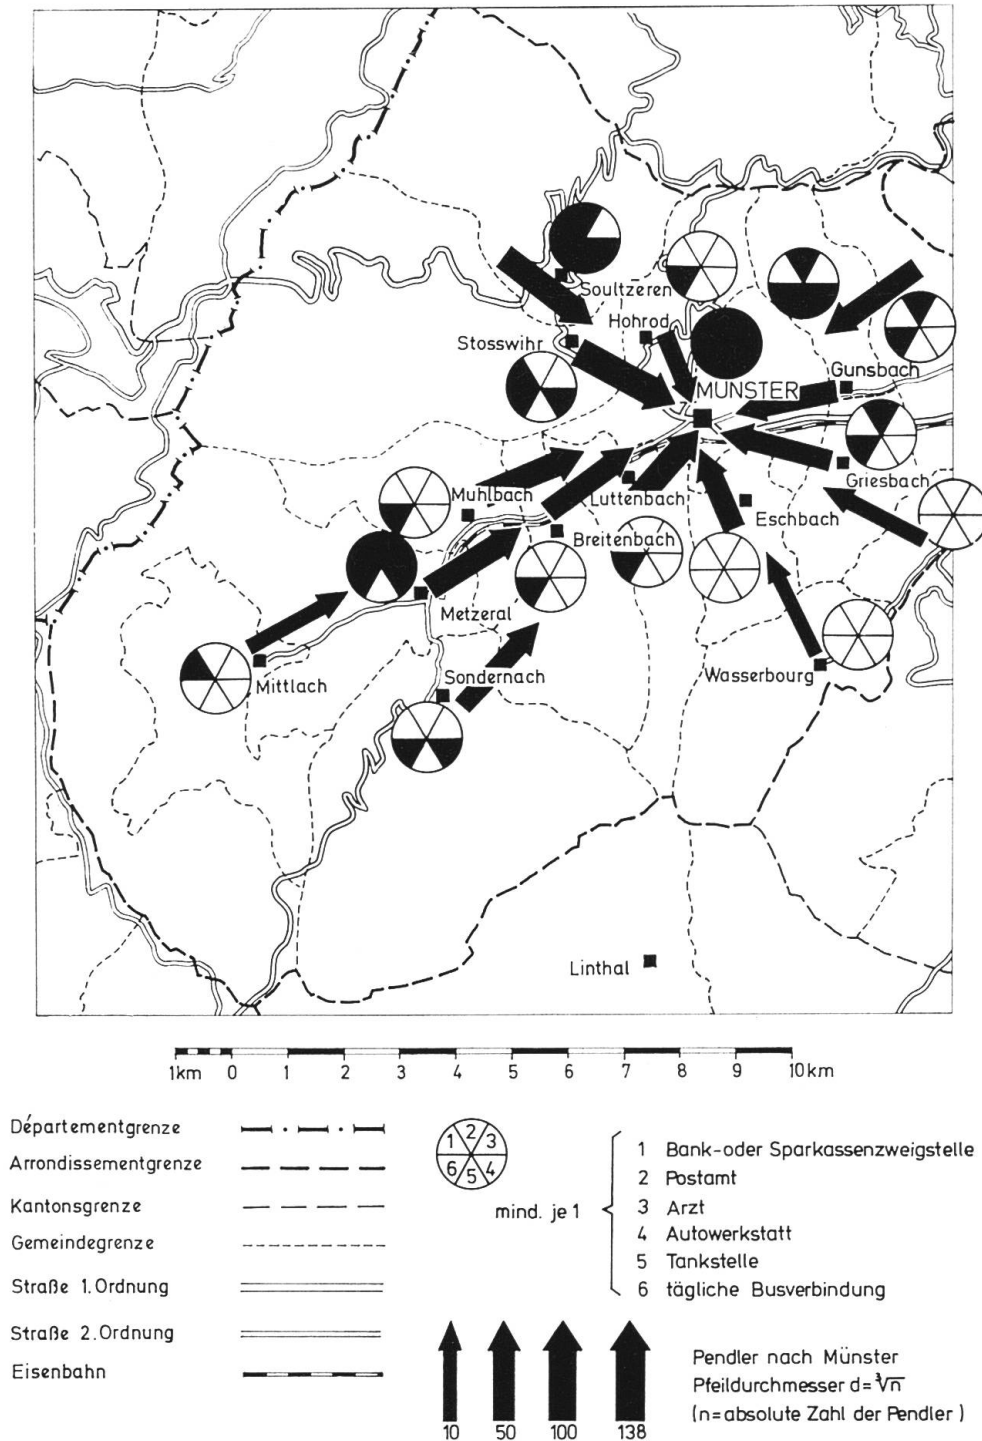 Soultzeren
Hohrod
Stosswihr
MÜNSTER
Gunsbach
Griesbach
Muhlbach
Luttenbach
Eschbach
Breitenbach
Metzeral
Mittlach
Sondernach
Wasserbourg
Linthal
1km 0 1 2 3 4 5 6 7 8 9 10km
Départementgrenze
Arrondissementgrenze
Kantonsgrenze
Gemeindegrenze
Straße 1.Ordnung
Straße 2.Ordnung
Eisenbahn
1 2 3
6 5 4
mind. je 1
1 Bank-oder Sparkassenzweigstelle
2 Postamt
3 Arzt
4 Autowerkstatt
5 Tankstelle
6 tägliche Busverbindung
10 50 100 138
Pendler nach Münster
Pfeildurchmesser d=³√n
(n=absolute Zahl der Pendler)